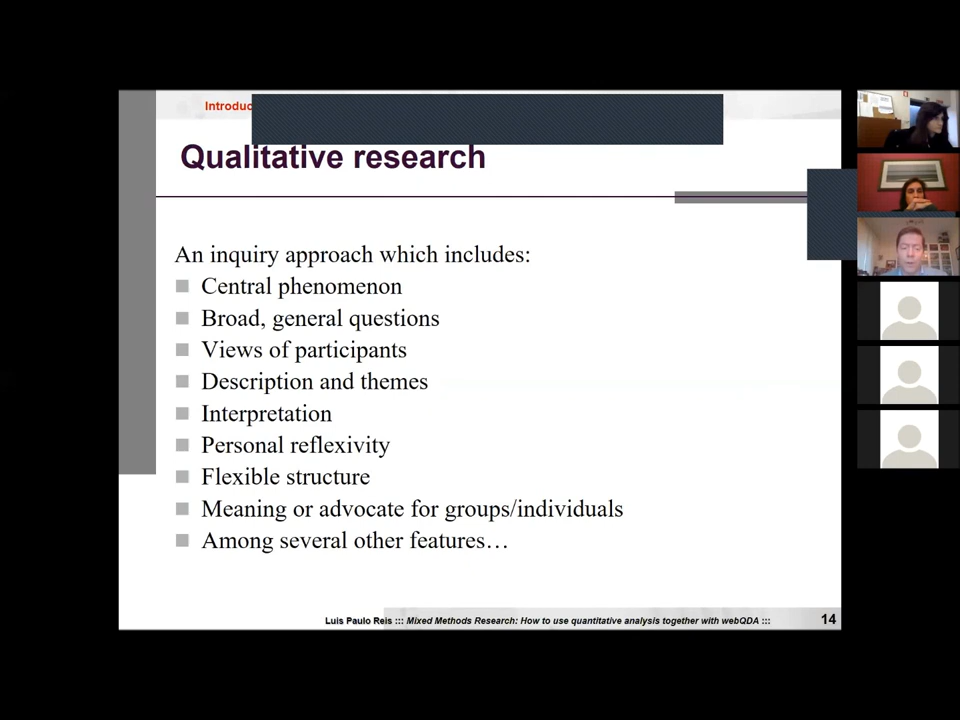 Introduc
Qualitative research
An inquiry approach which includes:
Central phenomenon
Broad, general questions
Views of participants
Description and themes
Interpretation
Personal reflexivity
Flexible structure
Meaning or advocate for groups/individuals
Among several other features…
Luis Paulo Reis ::: Mixed Methods Research: How to use quantitative analysis together with webQDA ::: 14